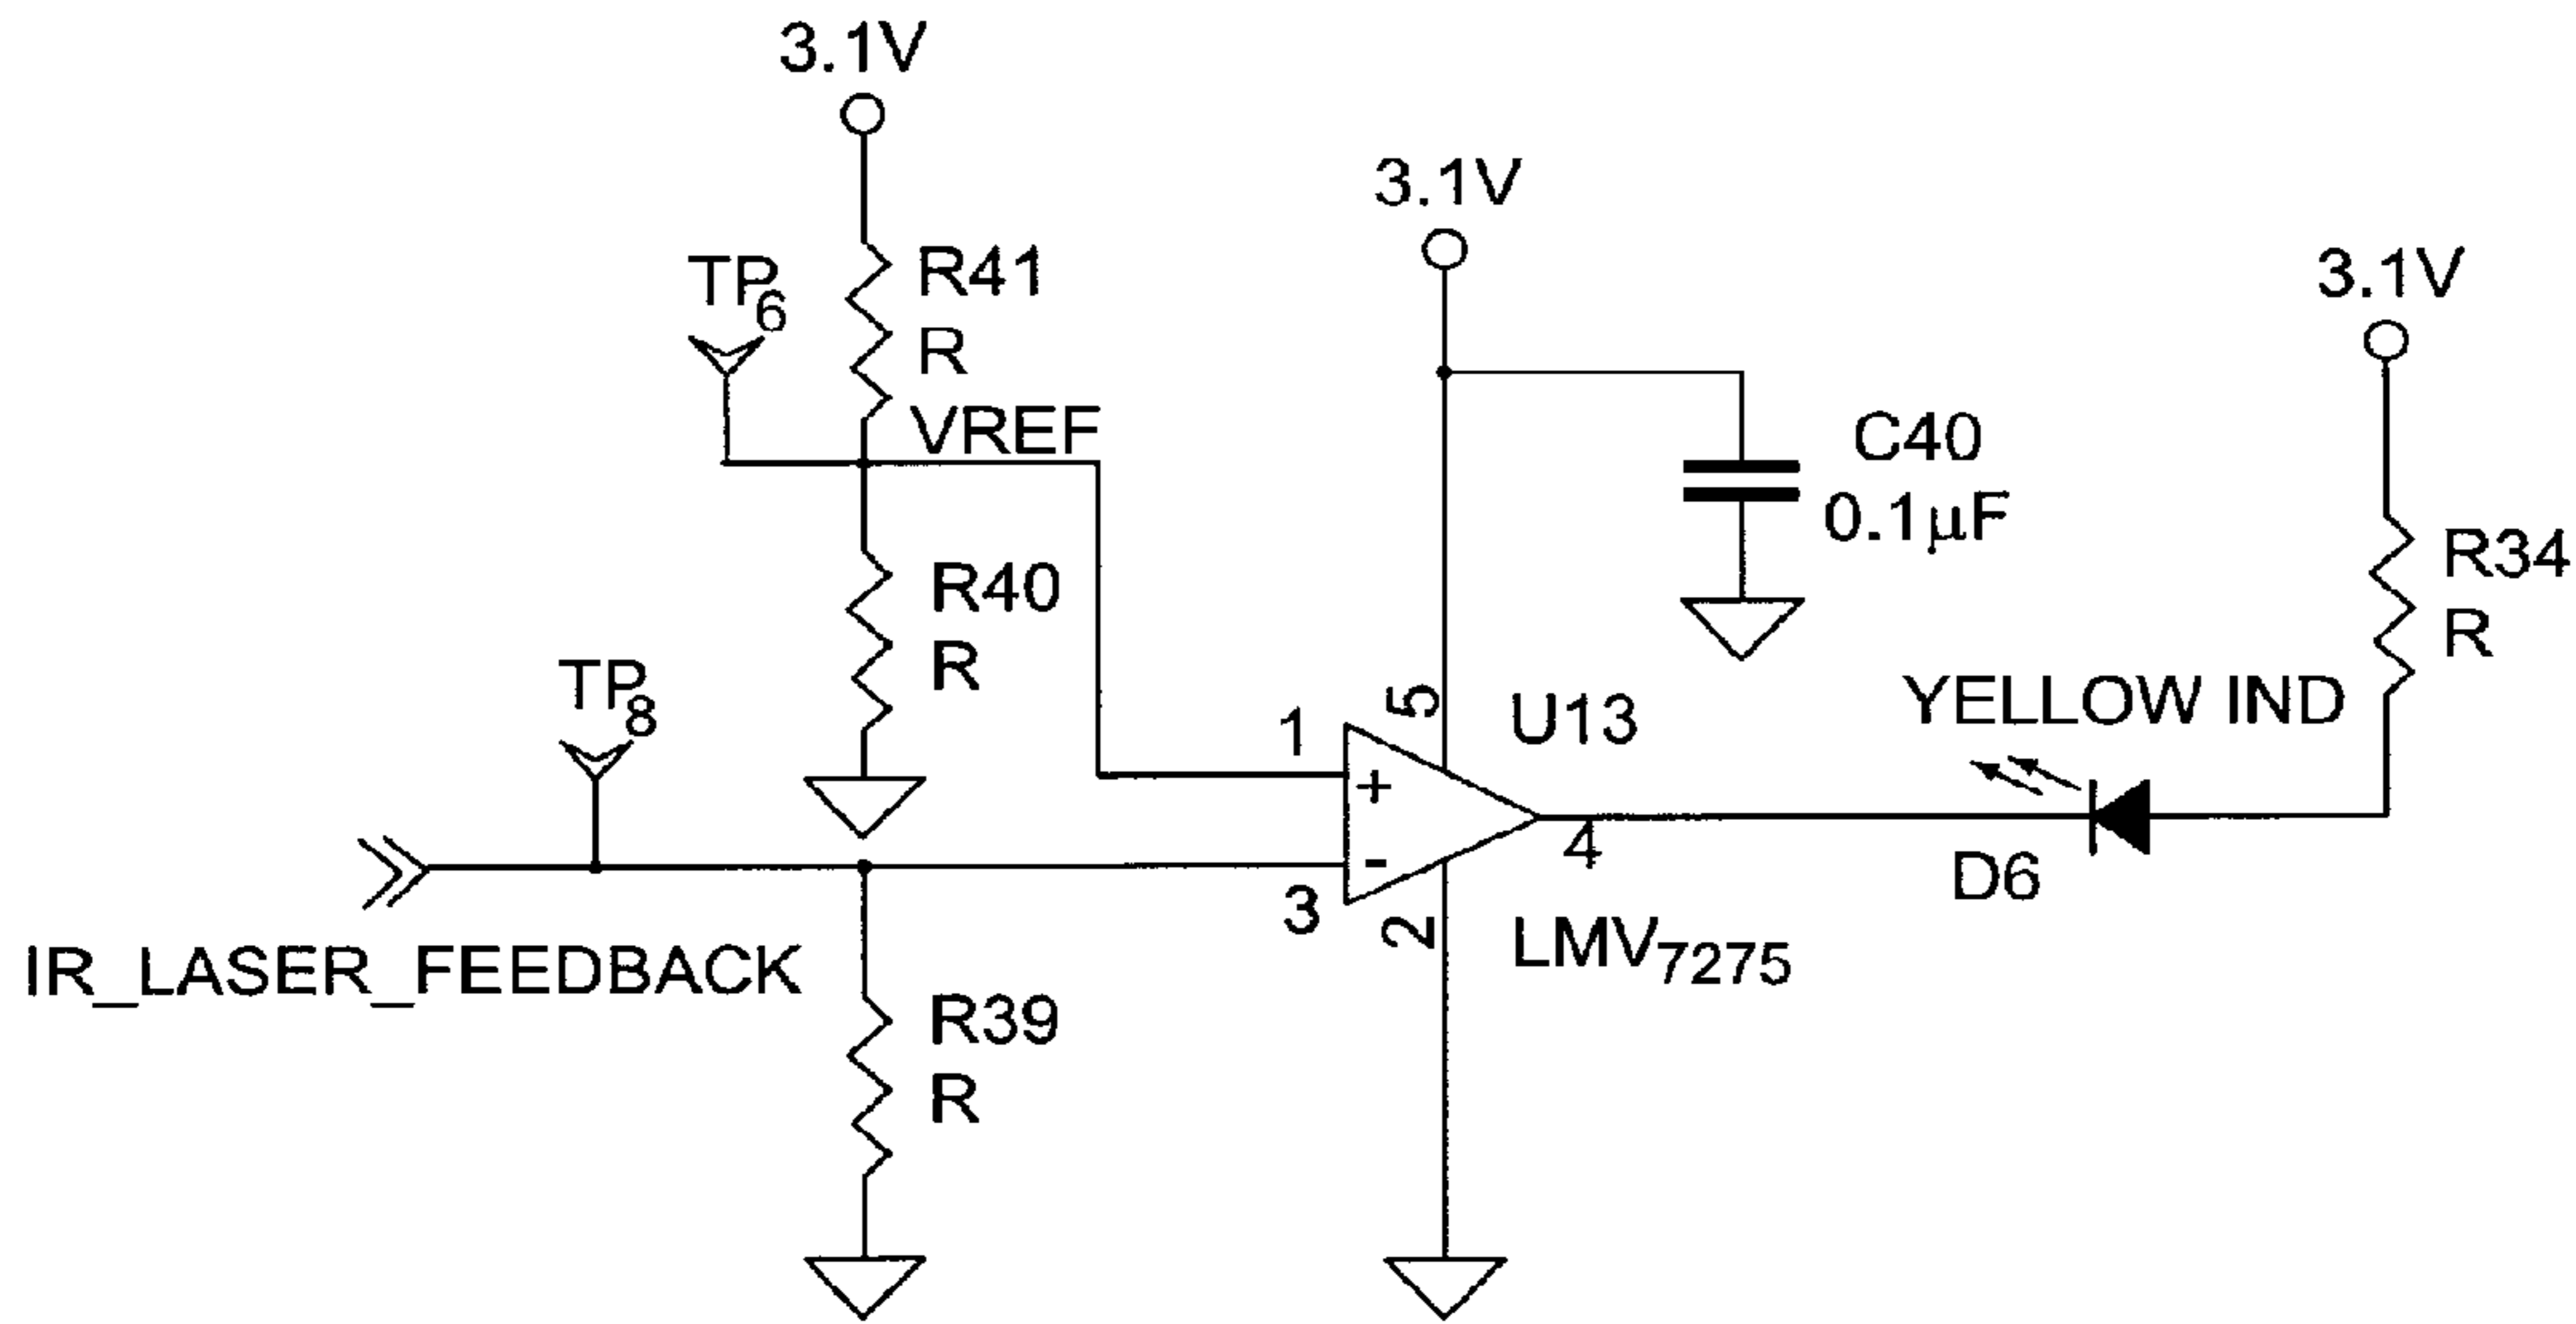 3.1V
3.1V
3.1V
TP6
R41
R
VREF
C40
0.1µF
R34
R
R40
R
TP8
YELLOW IND
1
5
U13
+
-
4
D6
3
2
LMV7275
IR_LASER_FEEDBACK
R39
R